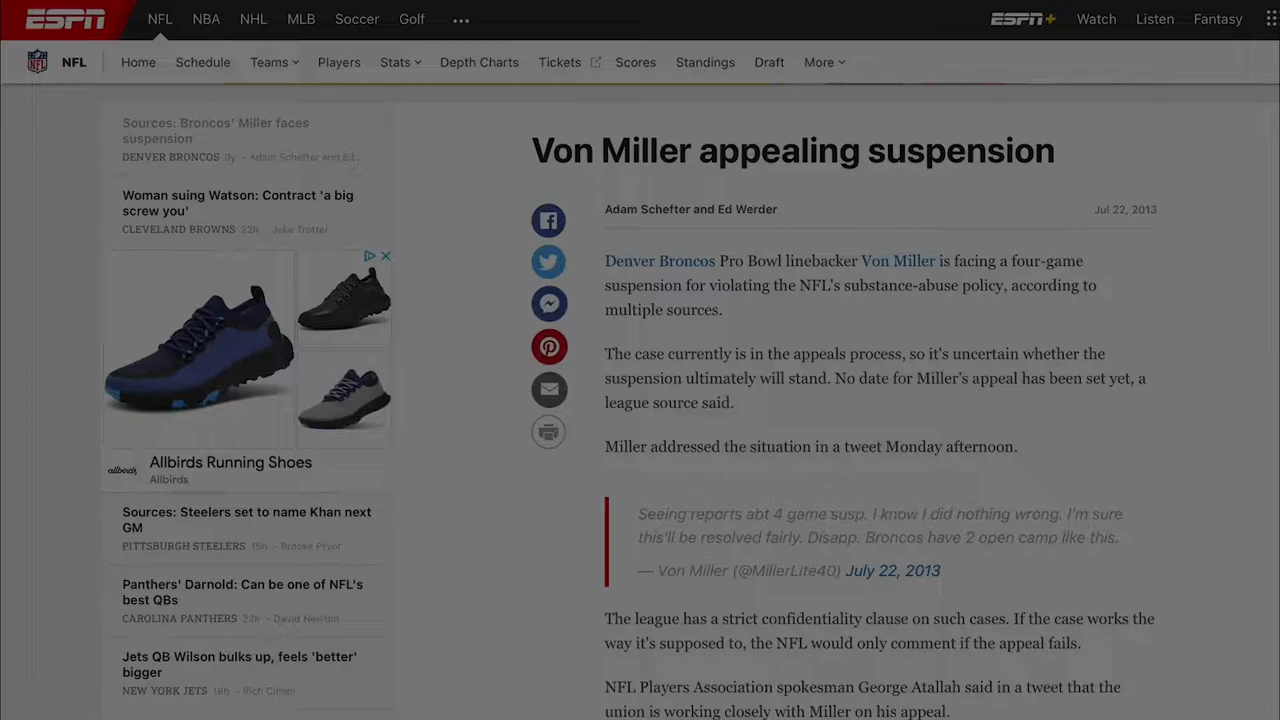 ESPN NFL NBA NHL MLB Soccer Golf ... ESPN+ Watch Listen Fantasy
NFL Home Schedule Teams Players Stats Depth Charts Tickets Scores Standings Draft More
Sources: Broncos' Miller faces
suspension
DENVER BRONCOS 9y - Adam Schefter and Ed
Woman suing Watson: Contract 'a big
screw you'
CLEVELAND BROWNS 22h - Jake Trotter
allbirds
Allbirds Running Shoes
Allbirds
Sources: Steelers set to name Khan next
GM
PITTSBURGH STEELERS 15h - Brooke Pryor
Panthers' Darnold: Can be one of NFL's
best QBs
CAROLINA PANTHERS 22h - David Newton
Jets QB Wilson bulks up, feels 'better'
bigger
NEW YORK JETS 18h - Rich Cimini
Von Miller appealing suspension
Adam Schefter and Ed Werder Jul 22, 2013
Denver Broncos Pro Bowl linebacker Von Miller is facing a four-game
suspension for violating the NFL's substance-abuse policy, according to
multiple sources.
The case currently is in the appeals process, so it's uncertain whether the
suspension ultimately will stand. No date for Miller's appeal has been set yet, a
league source said.
Miller addressed the situation in a tweet Monday afternoon.
Seeing reports abt 4 game susp. I know I did nothing wrong. I'm sure
this'll be resolved fairly. Disapp. Broncos have 2 open camp like this.
— Von Miller (@MillerLite40) July 22, 2013
The league has a strict confidentiality clause on such cases. If the case works the
way it's supposed to, the NFL would only comment if the appeal fails.
NFL Players Association spokesman George Atallah said in a tweet that the
union is working closely with Miller on his appeal.